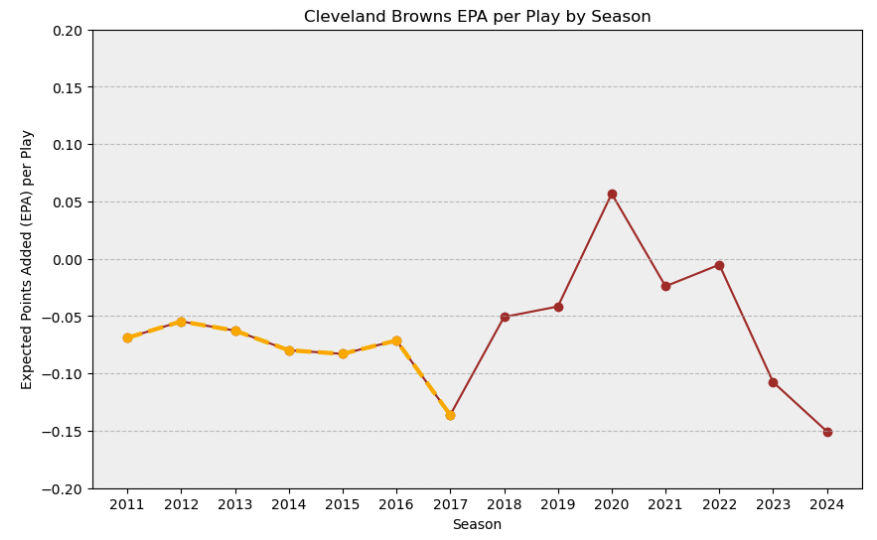 Cleveland Browns EPA per Play by Season
Expected Points Added (EPA) per Play
0.20
0.15
0.10
0.05
0.00
−0.05
−0.10
−0.15
−0.20
2011 2012 2013 2014 2015 2016 2017 2018 2019 2020 2021 2022 2023 2024
Season